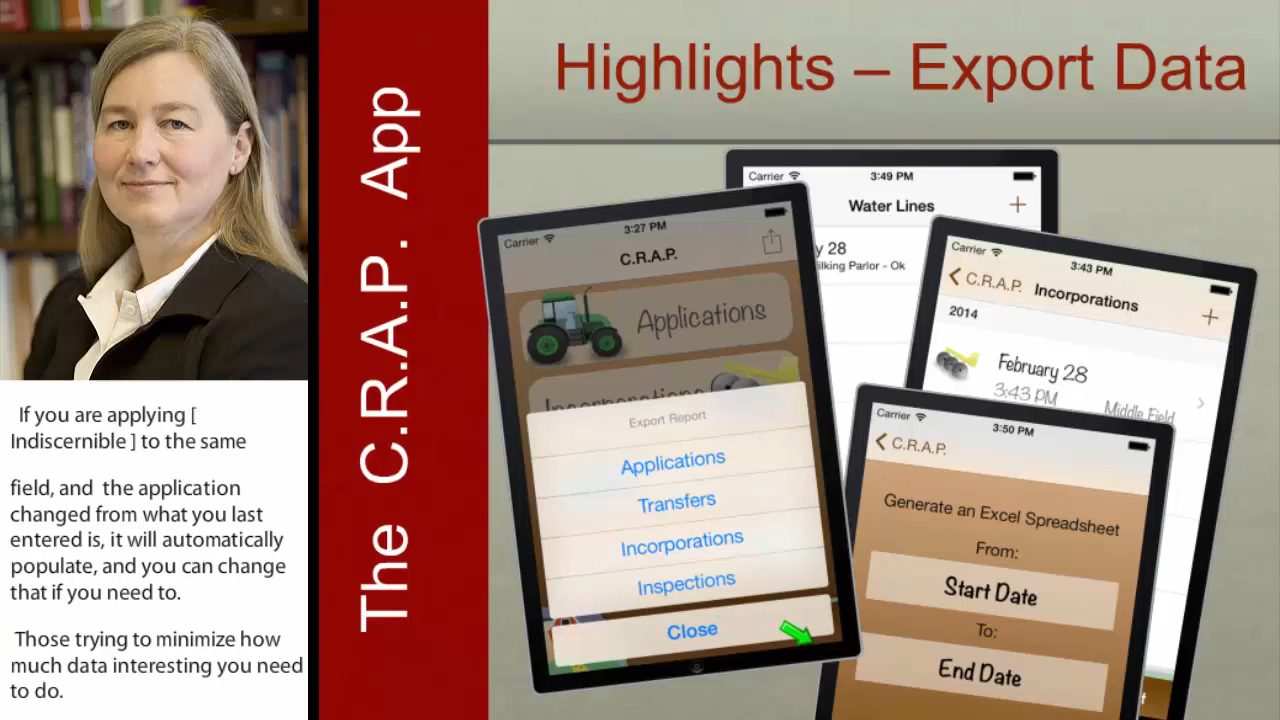 Highlights – Export Data
The C.R.A.P. App
If you are applying [
Indiscernible ] to the same
field, and the application
changed from what you last
entered is, it will automatically
populate, and you can change
that if you need to.
Those trying to minimize how
much data interesting you need
to do.
Carrier 3:27 PM
C.R.A.P.
Applications
Incorporations
Export Report
Applications
Transfers
Incorporations
Inspections
Close
Carrier 3:49 PM
Water Lines +
y 28
ilking Parlor - Ok
Carrier 3:43 PM
C.R.A.P. Incorporations +
2014
February 28
3:43 PM
Middle Field
Carrier 3:50 PM
C.R.A.P.
Generate an Excel Spreadsheet
From:
Start Date
To:
End Date